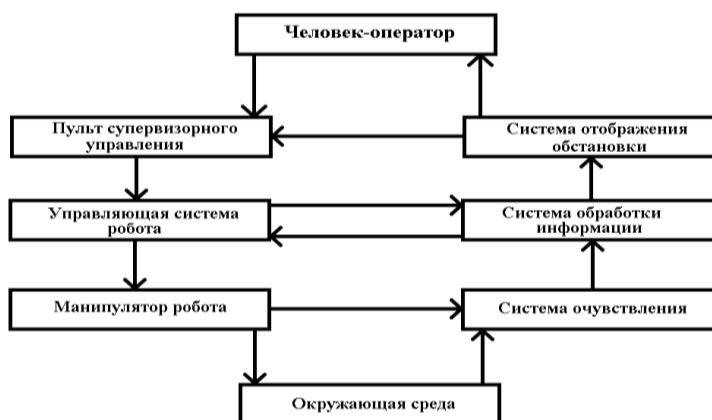 Человек-оператор
Пульт супервизорного
управления
Система отображения
обстановки
Управляющая система
робота
Система обработки
информации
Манипулятор робота
Система очувствления
Окружающая среда